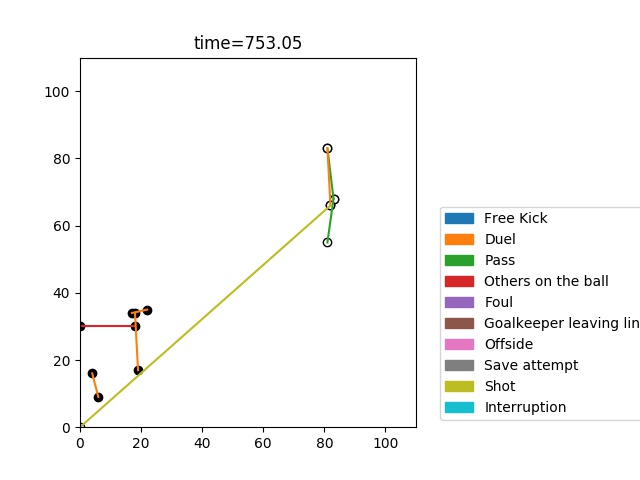 time=753.05
100
80
60
40
20
0
0 20 40 60 80 100
Free Kick
Duel
Pass
Others on the ball
Foul
Goalkeeper leaving lin
Offside
Save attempt
Shot
Interruption